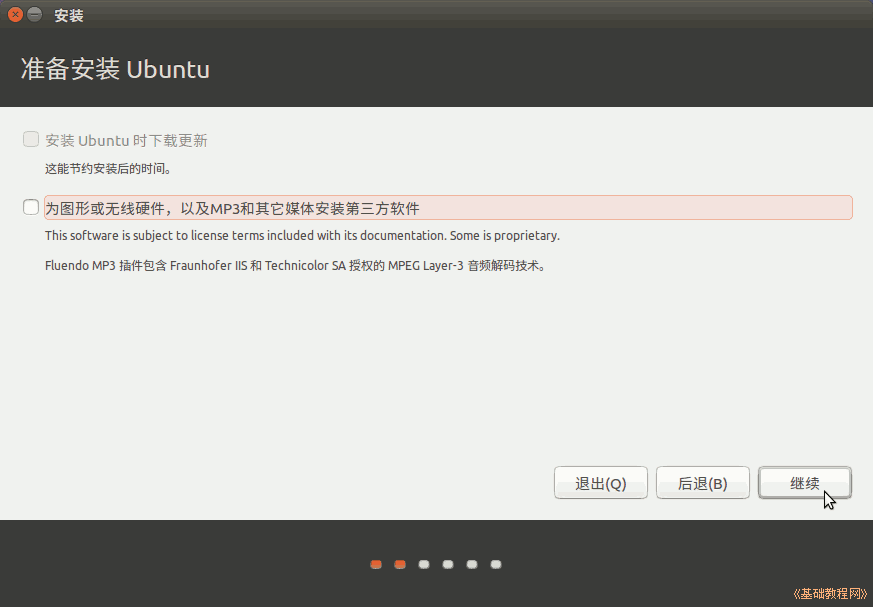 安装
准备安装 Ubuntu
安装 Ubuntu 时下载更新
这能节约安装后的时间。
为图形或无线硬件，以及MP3和其它媒体安装第三方软件
This software is subject to license terms included with its documentation. Some is proprietary.
Fluendo MP3 插件包含 Fraunhofer IIS 和 Technicolor SA 授权的 MPEG Layer-3 音频解码技术。
退出(Q) 后退(B) 继续
《基础教程网》